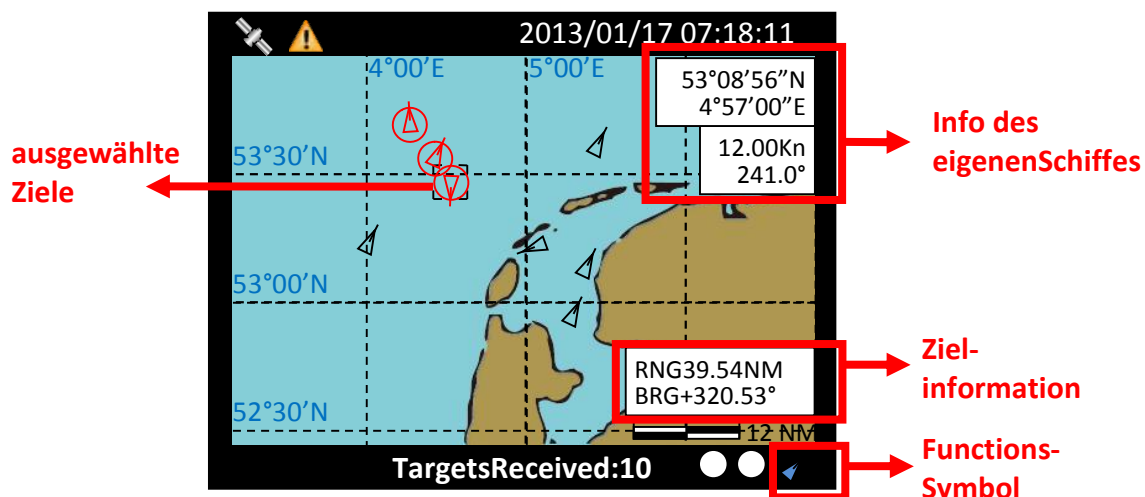 2013/01/17 07:18:11
4°00’E 5°00’E
53°08’56”N
4°57’00”E
12.00Kn
241.0°
Info des
eigenenSchiffes
ausgewählte
Ziele
53°30’N
53°00’N
52°30’N
RNG39.54NM
BRG+320.53°
12 NM
Ziel-
information
TargetsReceived:10
Functions-
Symbol